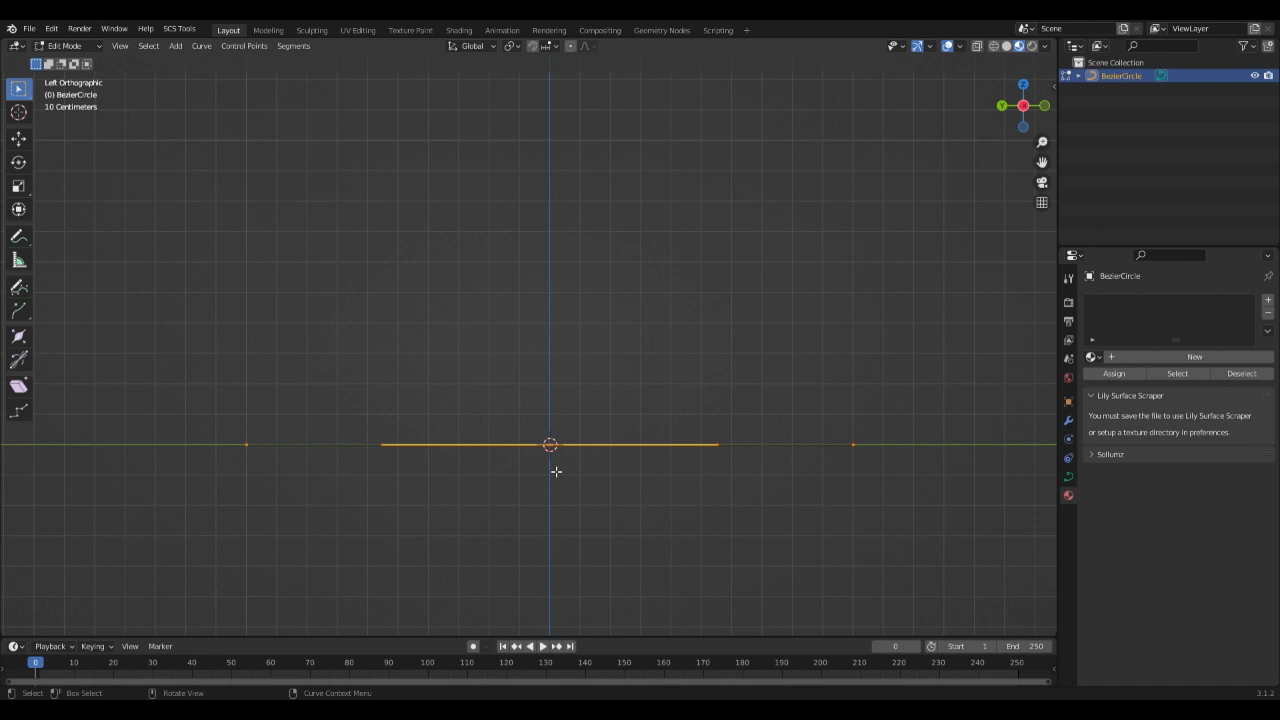 File Edit Render Window Help SCS Tools Layout Modeling Sculpting UV Editing Texture Paint Shading Animation Rendering Compositing Geometry Nodes Scripting + Scene ViewLayer
Edit Mode View Select Add Curve Control Points Segments Global
Scene Collection
BezierCircle
Left Orthographic
(0) BezierCircle
10 Centimeters
Z
Y
X
BezierCircle
New
Assign Select Deselect
Lily Surface Scraper
You must save the file to use Lily Surface Scraper
or setup a texture directory in preferences.
Sollumz
Playback Keying View Marker 0 Start 1 End 250
0 10 20 30 40 50 60 70 80 90 100 110 120 130 140 150 160 170 180 190 200 210 220 230 240 250
Select Box Select Rotate View Curve Context Menu 3.1.2